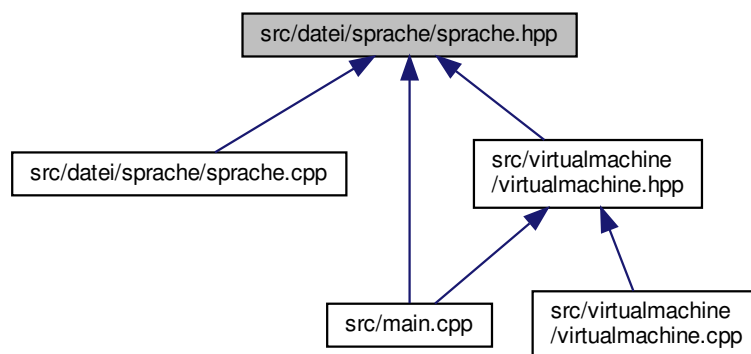 src/datei/sprache/sprache.hpp
src/datei/sprache/sprache.cpp
src/virtualmachine
/virtualmachine.hpp
src/main.cpp
src/virtualmachine
/virtualmachine.cpp